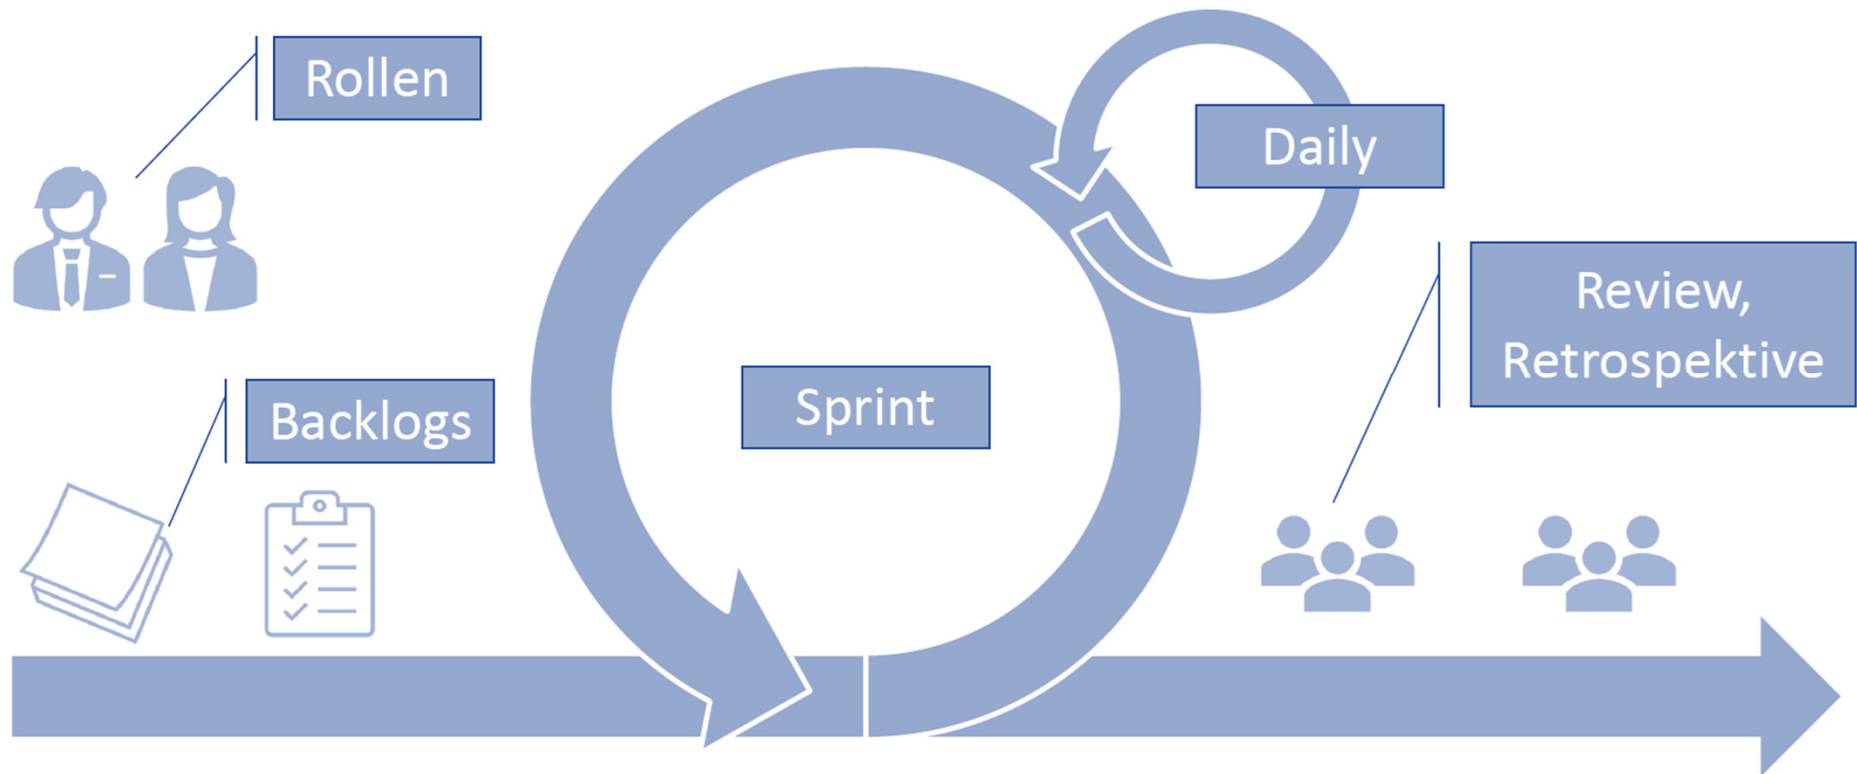 Rollen
Daily
Review,
Retrospektive
Sprint
Backlogs